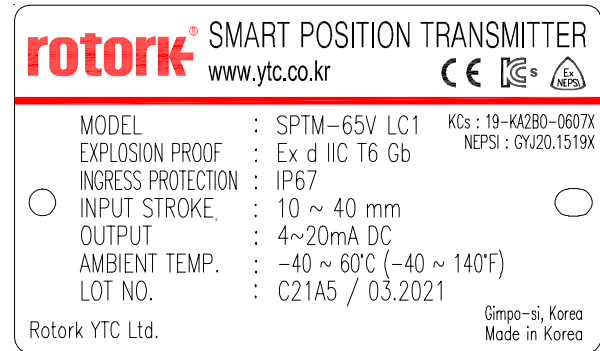 rotork® SMART POSITION TRANSMITTER
www.ytc.co.kr
CE KCs Ex NEPSI
KCs : 19-KA2BO-0607X
NEPSI : GYJ20.1519X
MODEL : SPTM-65V LC1
EXPLOSION PROOF : Ex d IIC T6 Gb
INGRESS PROTECTION : IP67
INPUT STROKE : 10 ~ 40 mm
OUTPUT : 4~20mA DC
AMBIENT TEMP. : -40 ~ 60°C (-40 ~ 140°F)
LOT NO. : C21A5 / 03.2021
Rotork YTC Ltd.
Gimpo-si, Korea
Made in Korea